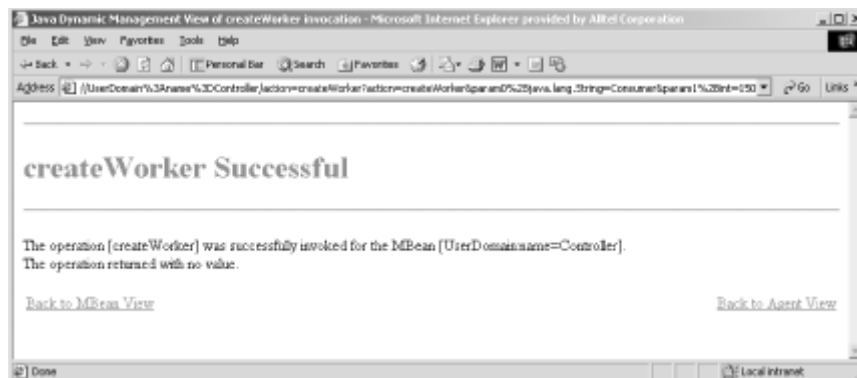 Java Dynamic Management View of createWorker invocation - Microsoft Internet Explorer provided by Alltel Corporation
File Edit View Favorites Tools Help
Back Personal Bar Search Favorites
Address //UserDomain%3Aname%3DController/action=createWorker?action=createWorker&param0%2Bjava.lang.String=Consumer&param1%2Bint=150 Go Links
createWorker Successful
The operation [createWorker] was successfully invoked for the MBean [UserDomain:name=Controller].
The operation returned with no value.
Back to MBean View Back to Agent View
Done Local intranet